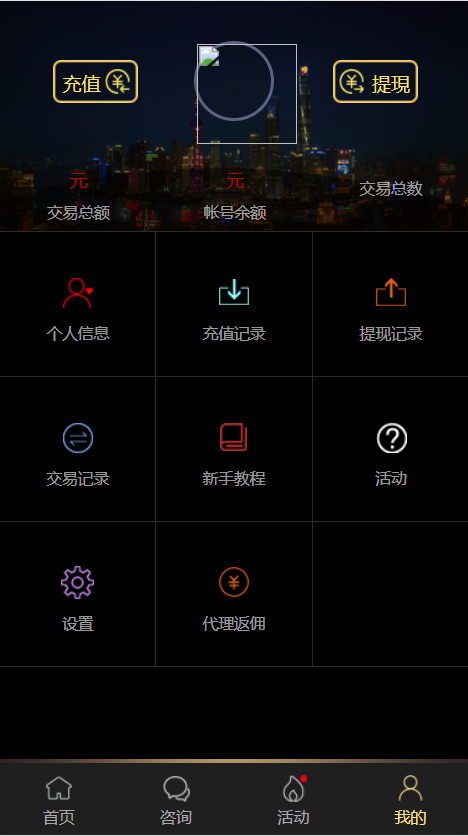 充值
提現
元
元
交易总额
帐号余额
交易总数
个人信息
充值记录
提现记录
交易记录
新手教程
活动
设置
代理返佣
首页
咨询
活动
我的